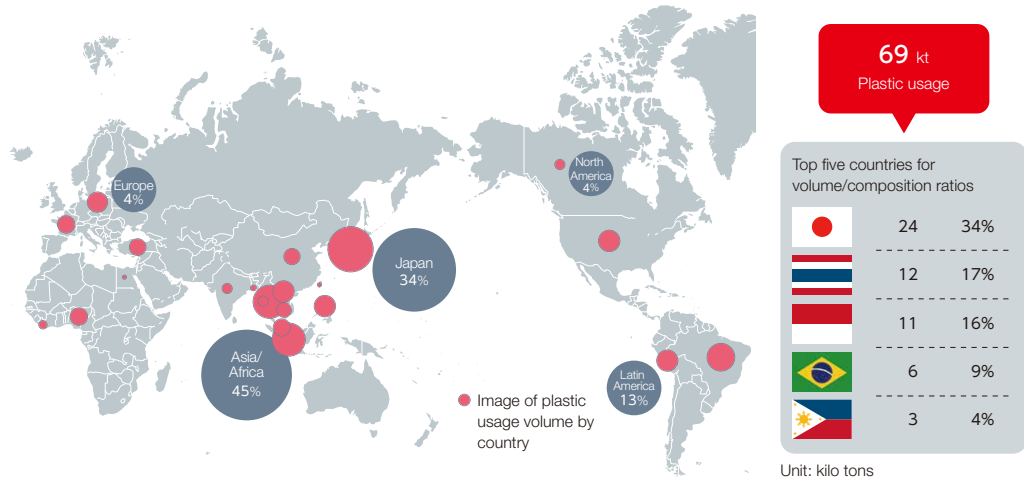 Europe
4%
Japan
34%
Asia/
Africa
45%
North
America
4%
Latin
America
13%
Image of plastic
usage volume by
country
69 kt
Plastic usage
Top five countries for
volume/composition ratios
24 34%
12 17%
11 16%
6 9%
3 4%
Unit: kilo tons